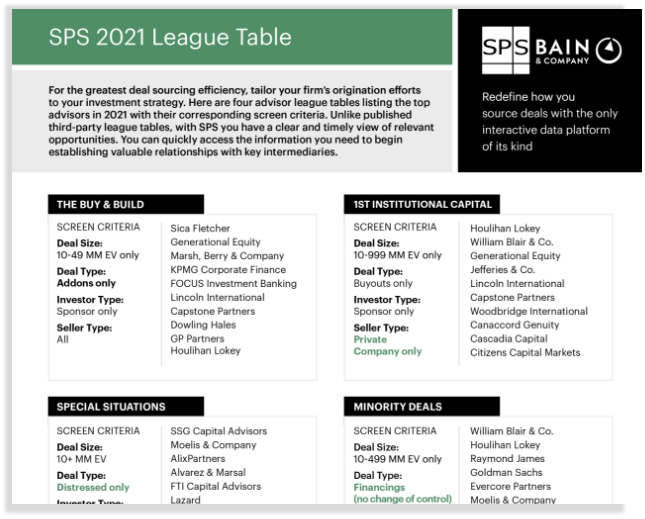 SPS 2021 League Table
SPS BAIN
& COMPANY
Redefine how you
source deals with the only
interactive data platform
of its kind
For the greatest deal sourcing efficiency, tailor your firm's origination efforts
to your investment strategy. Here are four advisor league tables listing the top
advisors in 2021 with their corresponding screen criteria. Unlike published
third-party league tables, with SPS you have a clear and timely view of relevant
opportunities. You can quickly access the information you need to begin
establishing valuable relationships with key intermediaries.
THE BUY & BUILD
SCREEN CRITERIA
Deal Size:
10-49 MM EV only
Deal Type:
Addons only
Investor Type:
Sponsor only
Seller Type:
All
Sica Fletcher
Generational Equity
Marsh, Berry & Company
KPMG Corporate Finance
FOCUS Investment Banking
Lincoln International
Capstone Partners
Dowling Hales
GP Partners
Houlihan Lokey
1ST INSTITUTIONAL CAPITAL
SCREEN CRITERIA
Deal Size:
10-999 MM EV only
Deal Type:
Buyouts only
Investor Type:
Sponsor only
Seller Type:
Private
Company only
Houlihan Lokey
William Blair & Co.
Generational Equity
Jefferies & Co.
Lincoln International
Capstone Partners
Woodbridge International
Canaccord Genuity
Cascadia Capital
Citizens Capital Markets
SPECIAL SITUATIONS
SCREEN CRITERIA
Deal Size:
10+ MM EV
Deal Type:
Distressed only
Investor Type:
SSG Capital Advisors
Moelis & Company
AlixPartners
Alvarez & Marsal
FTI Capital Advisors
Lazard
MINORITY DEALS
SCREEN CRITERIA
Deal Size:
10-499 MM EV only
Deal Type:
Financings
(no change of control)
William Blair & Co.
Houlihan Lokey
Raymond James
Goldman Sachs
Evercore Partners
Moelis & Company